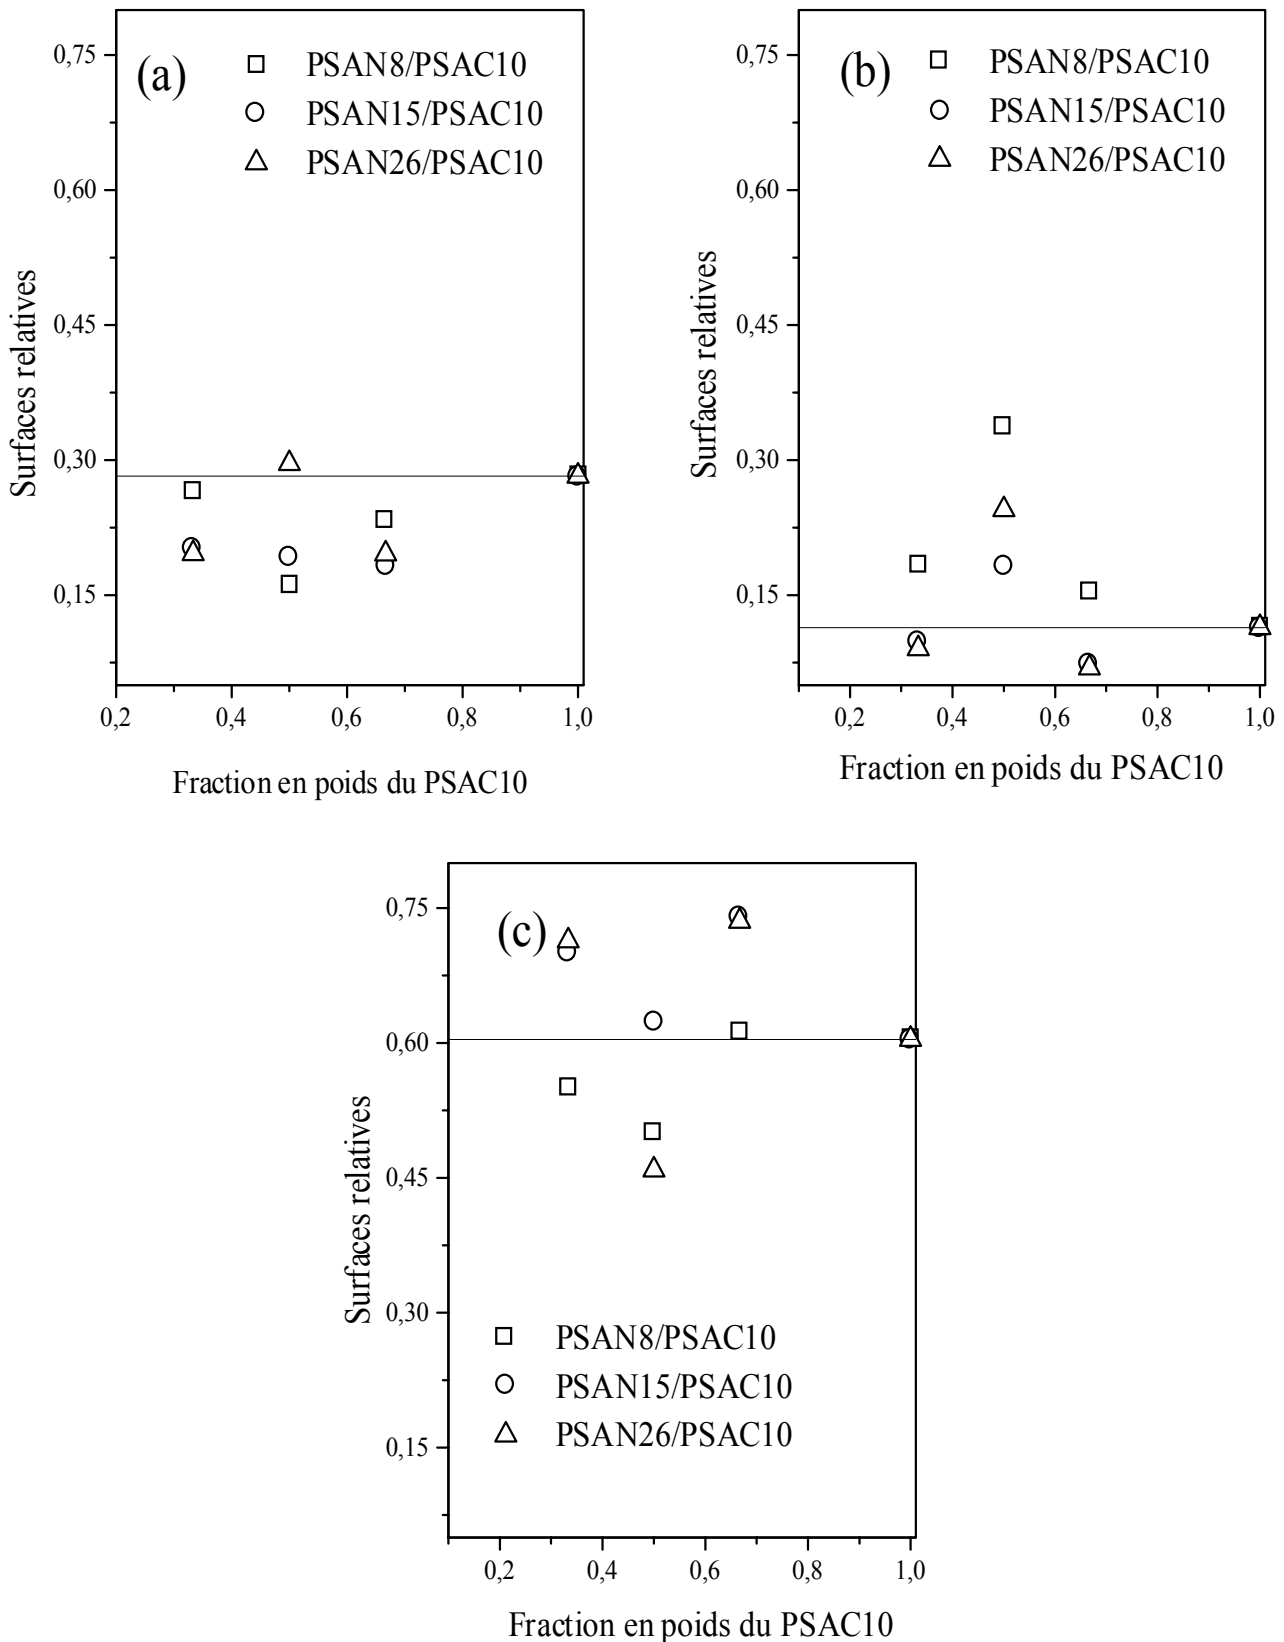 (a)
PSAN8/PSAC10
PSAN15/PSAC10
PSAN26/PSAC10
0,75
0,60
0,45
0,30
0,15
Surfaces relatives
0,2 0,4 0,6 0,8 1,0
Fraction en poids du PSAC10
(b)
PSAN8/PSAC10
PSAN15/PSAC10
PSAN26/PSAC10
0,75
0,60
0,45
0,30
0,15
Surfaces relatives
0,2 0,4 0,6 0,8 1,0
Fraction en poids du PSAC10
(c)
0,75
0,60
0,45
0,30
0,15
Surfaces relatives
PSAN8/PSAC10
PSAN15/PSAC10
PSAN26/PSAC10
0,2 0,4 0,6 0,8 1,0
Fraction en poids du PSAC10